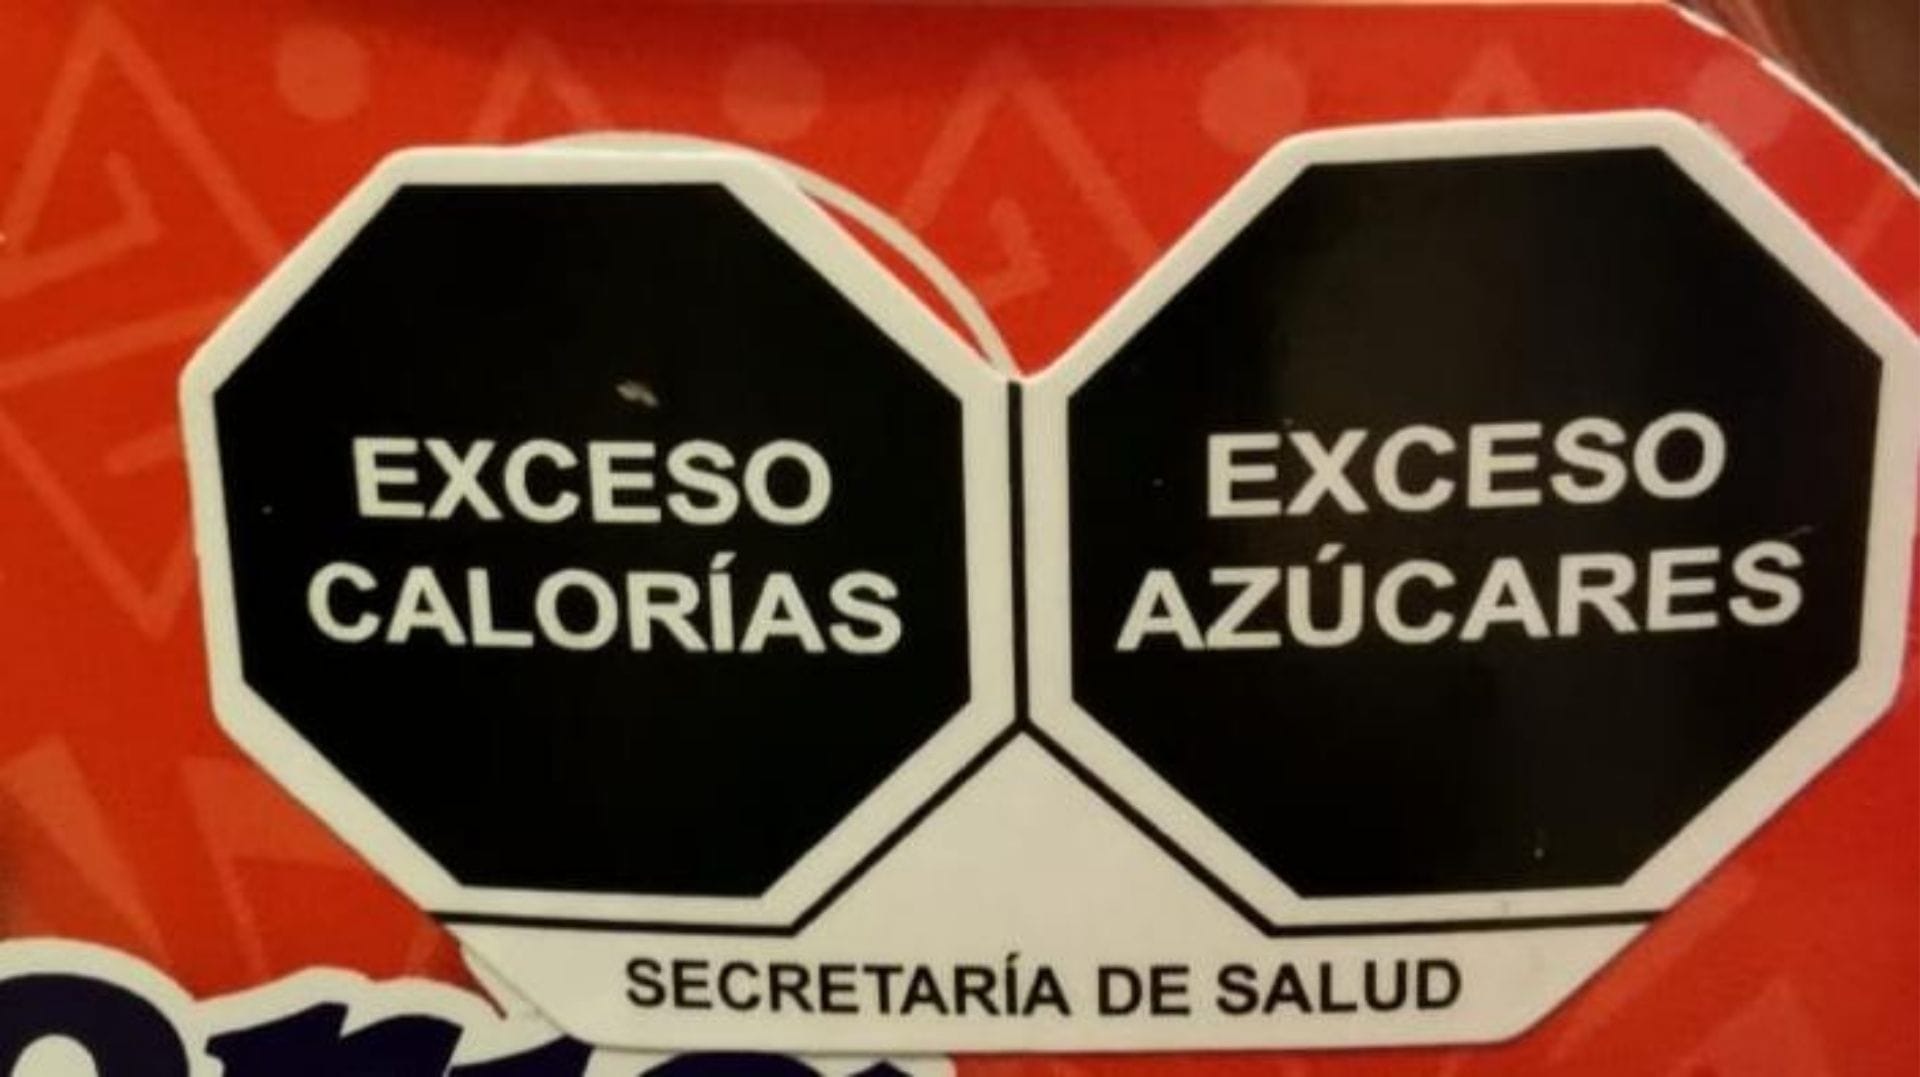 EXCESO
CALORÍAS
EXCESO
AZÚCARES
SECRETARÍA DE SALUD